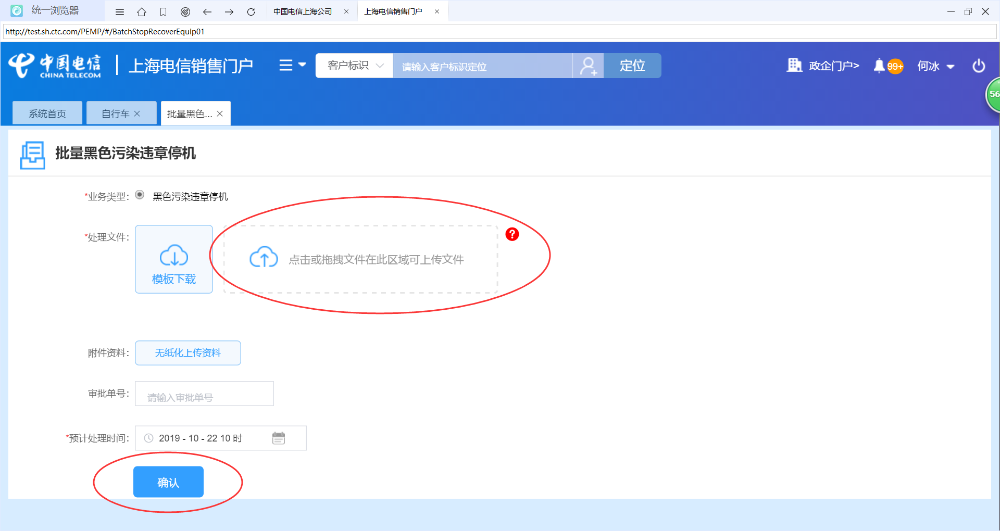 统一浏览器
中国电信上海公司
上海电信销售门户
http://test.sh.ctc.com/PEMP/#/BatchStopRecoverEquip01
中国电信
CHINA TELECOM
上海电信销售门户
客户标识
请输入客户标识定位
定位
政企门户>
99+
何冰
56
系统首页
自行车
批量黑色...
批量黑色污染违章停机
*业务类型:
黑色污染违章停机
*处理文件:
模板下载
点击或拖拽文件在此区域可上传文件
?
附件资料:
无纸化上传资料
审批单号:
请输入审批单号
*预计处理时间:
2019 - 10 - 22 10 时
确认